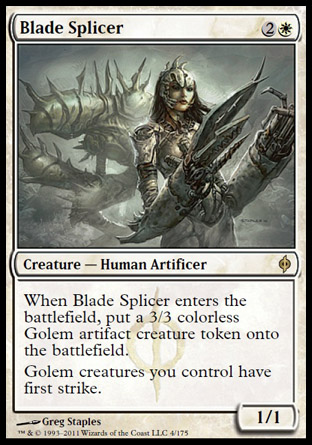 Blade Splicer 2
Creature — Human Artificer
When Blade Splicer enters the
battlefield, put a 3/3 colorless
Golem artifact creature token onto
the battlefield.
Golem creatures you control have
first strike.
Greg Staples
™ & © 1993–2011 Wizards of the Coast LLC 4/175
1/1